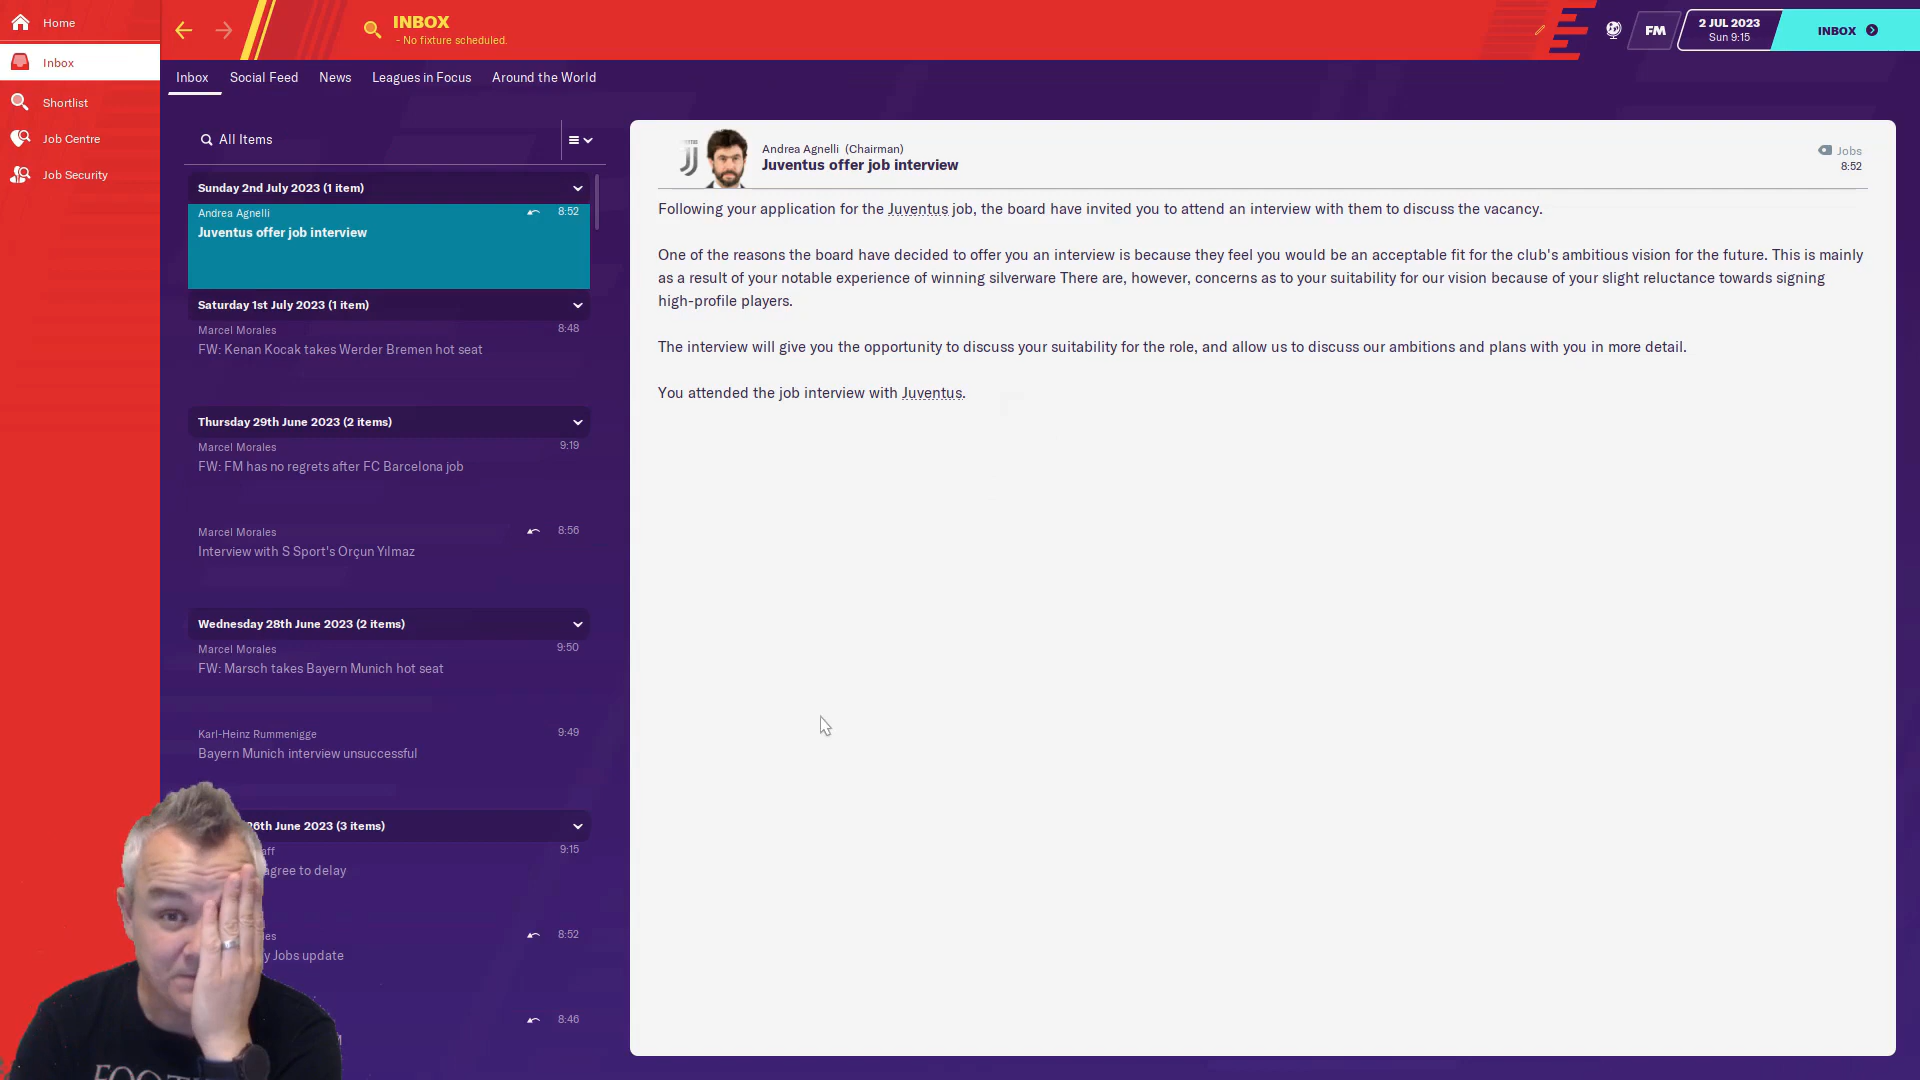 Home
Inbox
Shortlist
Job Centre
Job Security
INBOX
- No fixture scheduled.
FM
2 JUL 2023
Sun 9:15
INBOX
Inbox
Social Feed
News
Leagues in Focus
Around the World
All Items
Sunday 2nd July 2023 (1 item)
Andrea Agnelli
8:52
Juventus offer job interview
Saturday 1st July 2023 (1 item)
Marcel Morales
8:48
FW: Kenan Kocak takes Werder Bremen hot seat
Thursday 29th June 2023 (2 items)
Marcel Morales
9:19
FW: FM has no regrets after FC Barcelona job
Marcel Morales
8:56
Interview with S Sport's Orçun Yılmaz
Wednesday 28th June 2023 (2 items)
Marcel Morales
9:50
FW: Marsch takes Bayern Munich hot seat
Karl-Heinz Rummenigge
9:49
Bayern Munich interview unsuccessful
26th June 2023 (3 items)
9:15
agree to delay
8:52
Jobs update
8:46
Andrea Agnelli (Chairman)
Juventus offer job interview
Jobs
8:52
Following your application for the Juventus job, the board have invited you to attend an interview with them to discuss the vacancy.
One of the reasons the board have decided to offer you an interview is because they feel you would be an acceptable fit for the club's ambitious vision for the future. This is mainly
as a result of your notable experience of winning silverware There are, however, concerns as to your suitability for our vision because of your slight reluctance towards signing
high-profile players.
The interview will give you the opportunity to discuss your suitability for the role, and allow us to discuss our ambitions and plans with you in more detail.
You attended the job interview with Juventus.